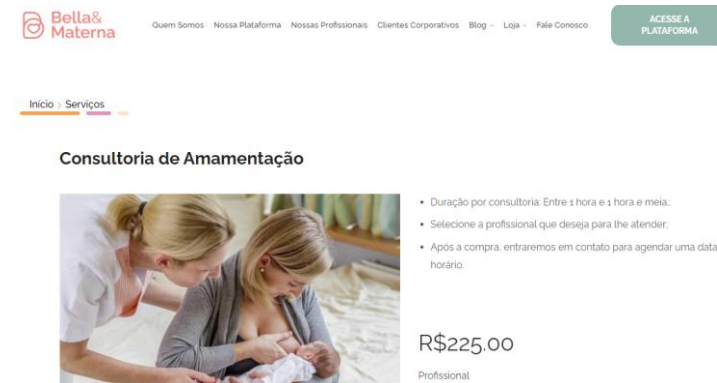 Bella&
Materna
Quem Somos Nossa Plataforma Nossas Profissionais Clientes Corporativos Blog Loja Fale Conosco
ACESSE A
PLATAFORMA
Início > Serviços
Consultoria de Amamentação
• Duração por consultoria: Entre 1 hora e 1 hora e meia.;
• Selecione a profissional que deseja para lhe atender;
• Após a compra, entraremos em contato para agendar uma data
horário.
R$225.00
Profissional